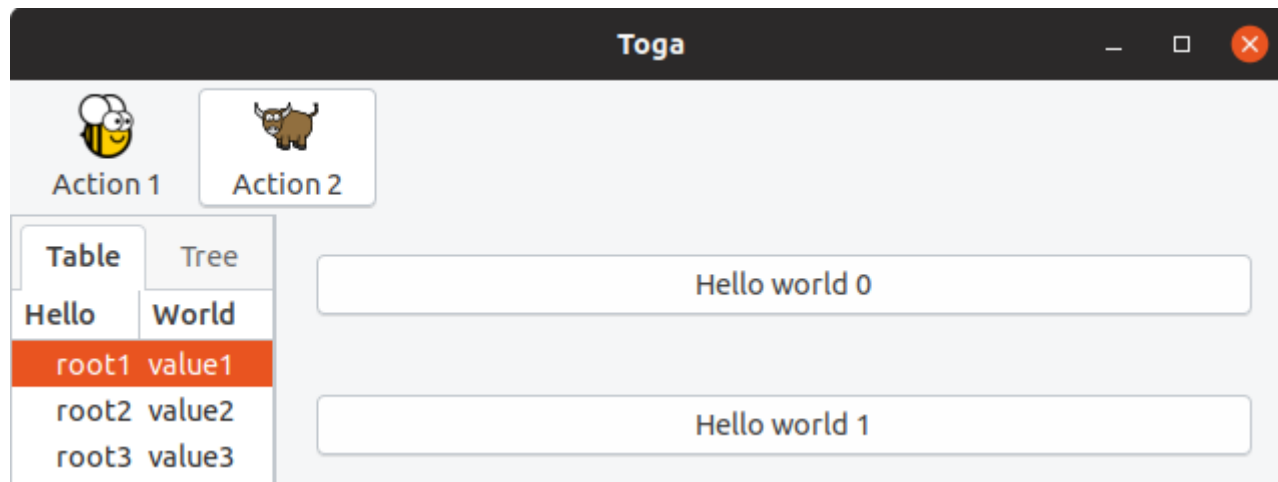 Toga
Action 1 Action 2
Table Tree
Hello World
root1 value1
root2 value2
root3 value3
Hello world 0
Hello world 1